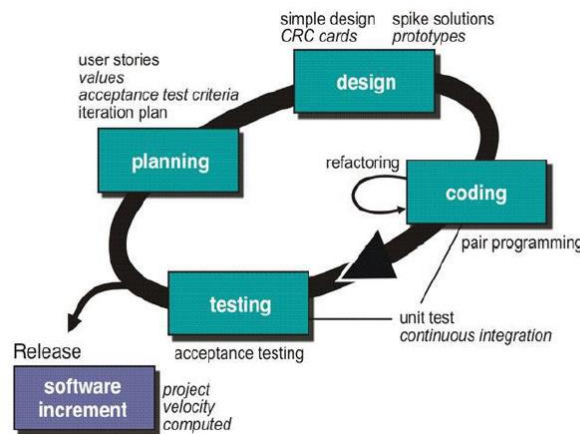 simple design
CRC cards
spike solutions
prototypes
user stories
values
acceptance test criteria
iteration plan
design
planning
refactoring
coding
pair programming
testing
unit test
continuous integration
acceptance testing
Release
software
increment
project
velocity
computed